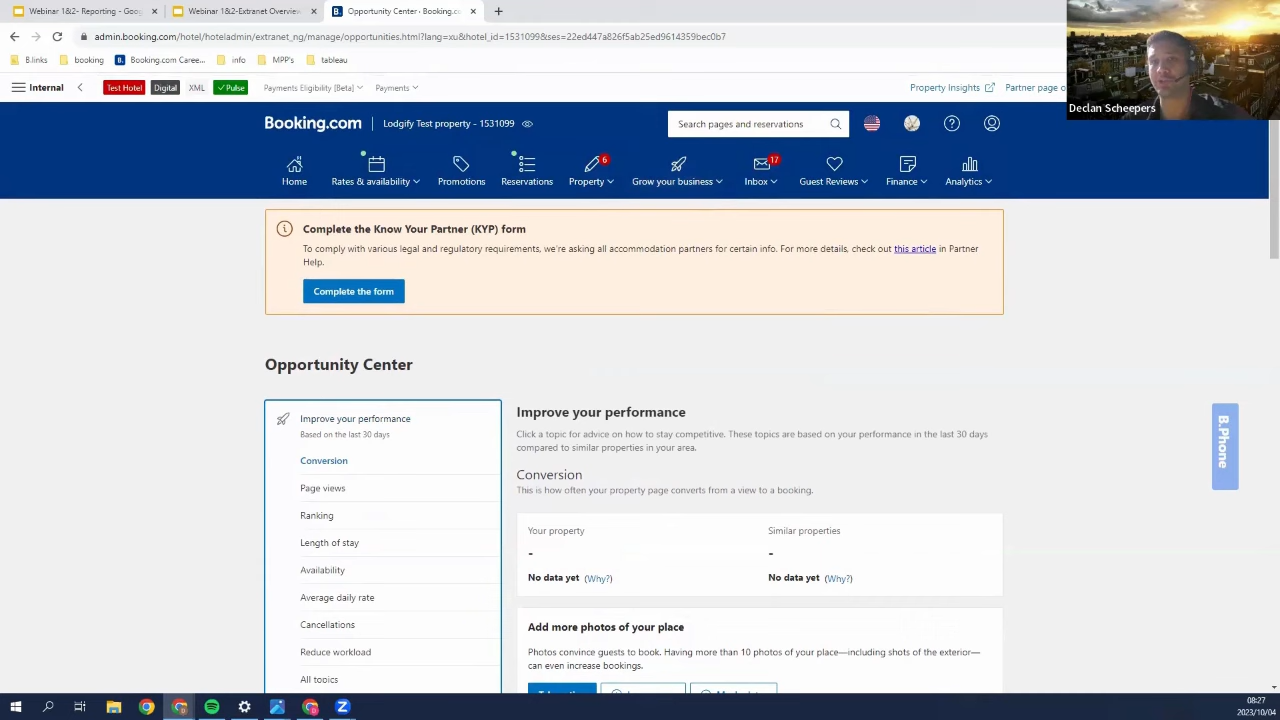 Webinar 1&2- Reporting - Goog
Webinar 1&2-Extranet Overview
Opportunity Center · Booking.co
admin.booking.com/hotel/hoteladmin/extranet_ng/manage/opportunities.html?lang=xu&hotel_id=1531099&ses=22ed447a826f5ab25ed9614359bec0b7
B.links
booking
Booking.com Caree...
info
MPP's
tableau
Declan Scheepers
Internal
Test Hotel
Digital
XML
Pulse
Payments Eligibility [Beta]
Payments
Property Insights
Partner page o
Booking.com
Lodgify Test property - 1531099
Search pages and reservations
Home
Rates & availability
Promotions
Reservations
Property
6
Grow your business
Inbox
17
Guest Reviews
Finance
Analytics
Complete the Know Your Partner (KYP) form
To comply with various legal and regulatory requirements, we're asking all accommodation partners for certain info. For more details, check out this article in Partner
Help.
Complete the form
Opportunity Center
Improve your performance
Based on the last 30 days
Conversion
Page views
Ranking
Length of stay
Availability
Average daily rate
Cancellations
Reduce workload
All topics
Improve your performance
Click a topic for advice on how to stay competitive. These topics are based on your performance in the last 30 days
compared to similar properties in your area.
Conversion
This is how often your property page converts from a view to a booking.
Your property
Similar properties
-
-
No data yet (Why?)
No data yet (Why?)
Add more photos of your place
Photos convince guests to book. Having more than 10 photos of your place—including shots of the exterior—
can even increase bookings.
B.Phone
08:27
2023/10/04